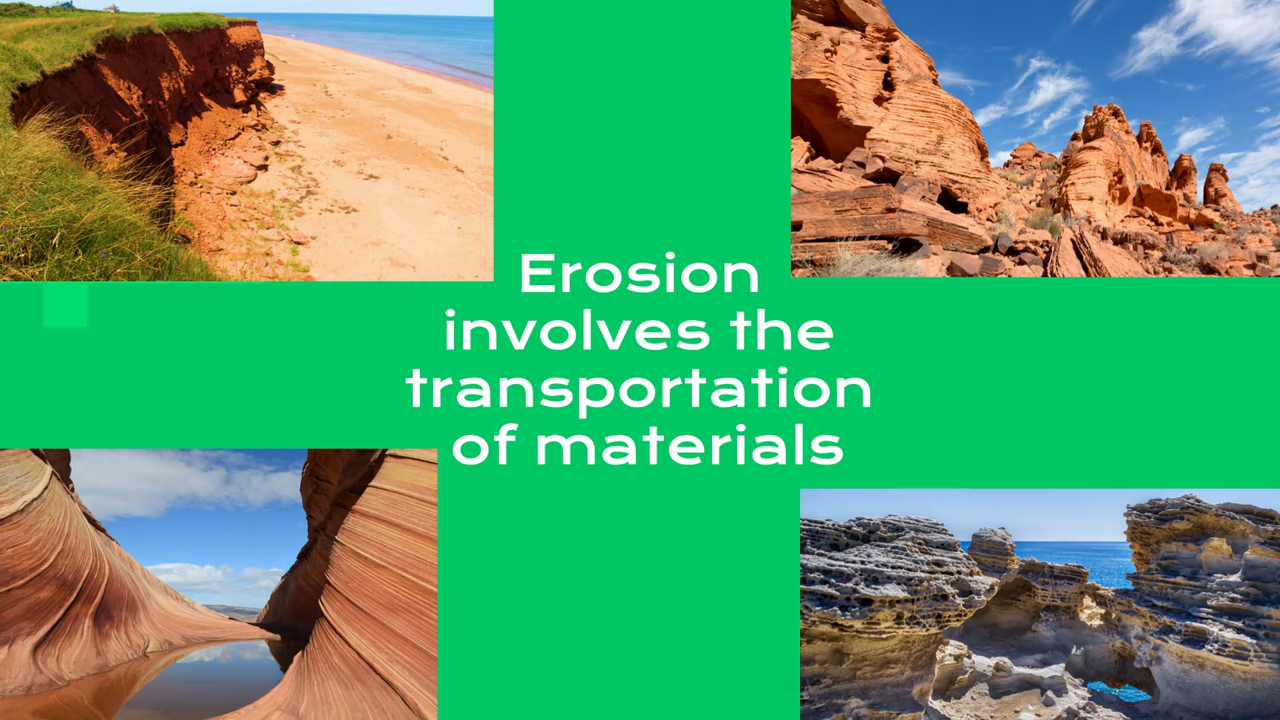 Erosion
involves the
transportation
of materials